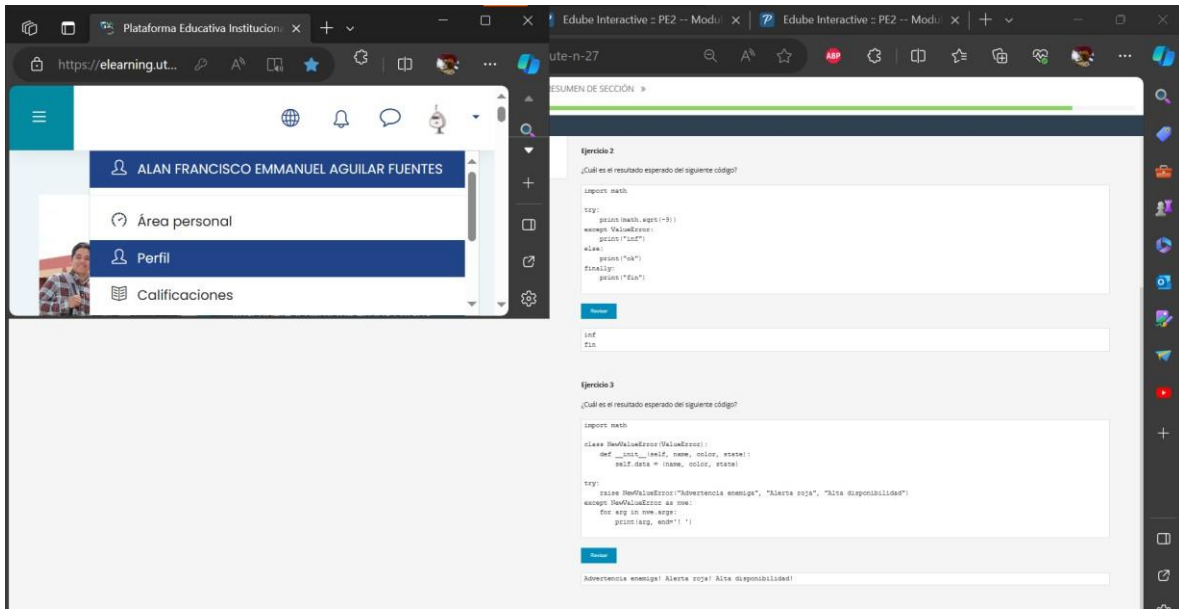 Plataforma Educativa Instituciona
https://elearning.ut...
ALAN FRANCISCO EMMANUEL AGUILAR FUENTES
Área personal
Perfil
Calificaciones
Edube Interactive :: PE2 -- Modul
Edube Interactive :: PE2 -- Modu
ute-n-27
ABP
ESUMEN DE SECCIÓN »
Ejercicio 2
¿Cuál es el resultado esperado del siguiente código?
import math
try:
print(math.sqrt(-9))
except ValueError:
print("inf")
else:
print("ok")
finally:
print("fin")
Revisar
inf
fin
Ejercicio 3
¿Cuál es el resultado esperado del siguiente código?
import math
class NewValueError(ValueError):
def __init__(self, name, color, state):
self.data = (name, color, state)
try:
raise NewValueError("Advertencia enemiga", "Alerta roja", "Alta disponibilidad")
except NewValueError as nve:
for arg in nve.args:
print(arg, end='! ')
Revisar
Advertencia enemiga! Alerta roja! Alta disponibilidad!